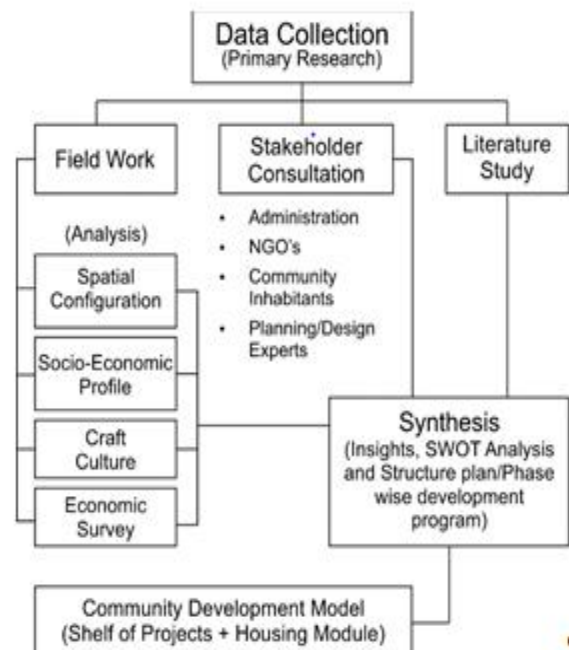 Data Collection
(Primary Research)
Field Work
Stakeholder
Consultation
Literature
Study
(Analysis)
Spatial
Configuration
Socio-Economic
Profile
Craft
Culture
Economic
Survey
• Administration
• NGO's
• Community
Inhabitants
• Planning/Design
Experts
Synthesis
(Insights, SWOT Analysis
and Structure plan/Phase
wise development
program)
Community Development Model
(Shelf of Projects + Housing Module)